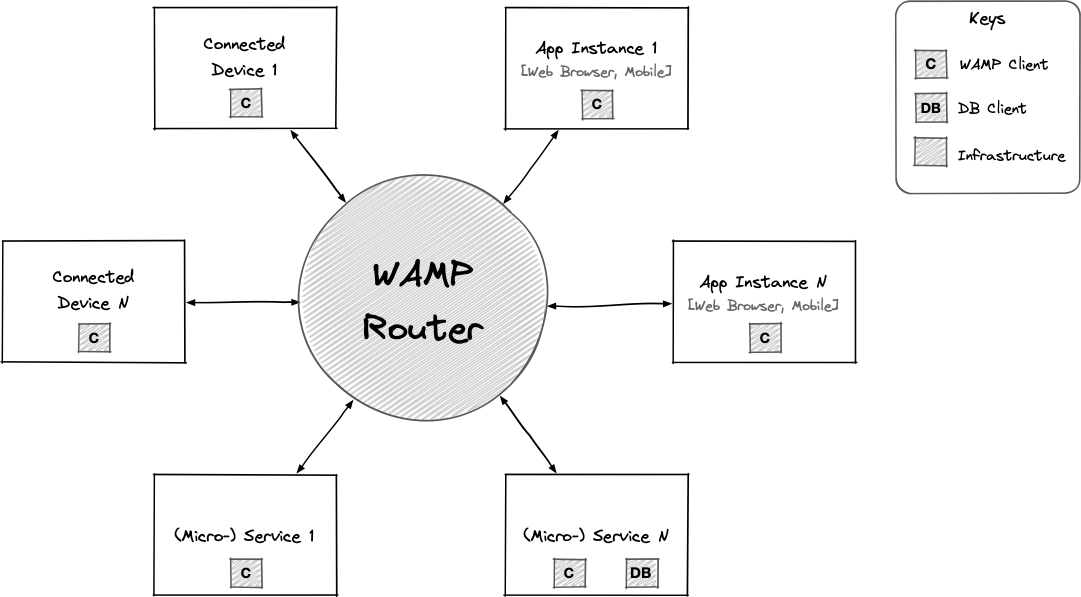 Connected
Device 1
C
App Instance 1
[Web Browser, Mobile]
C
Keys
C WAMP Client
DB DB Client
Infrastructure
WAMP
Router
Connected
Device N
C
App Instance N
[Web Browser, Mobile]
C
(Micro-) Service 1
C
(Micro-) Service N
C DB